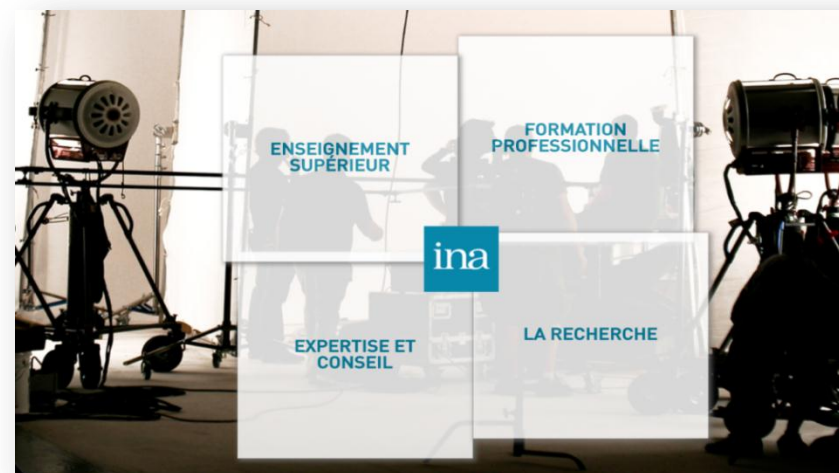 ENSEIGNEMENT
SUPÉRIEUR
FORMATION
PROFESSIONNELLE
ina
EXPERTISE ET
CONSEIL
LA RECHERCHE